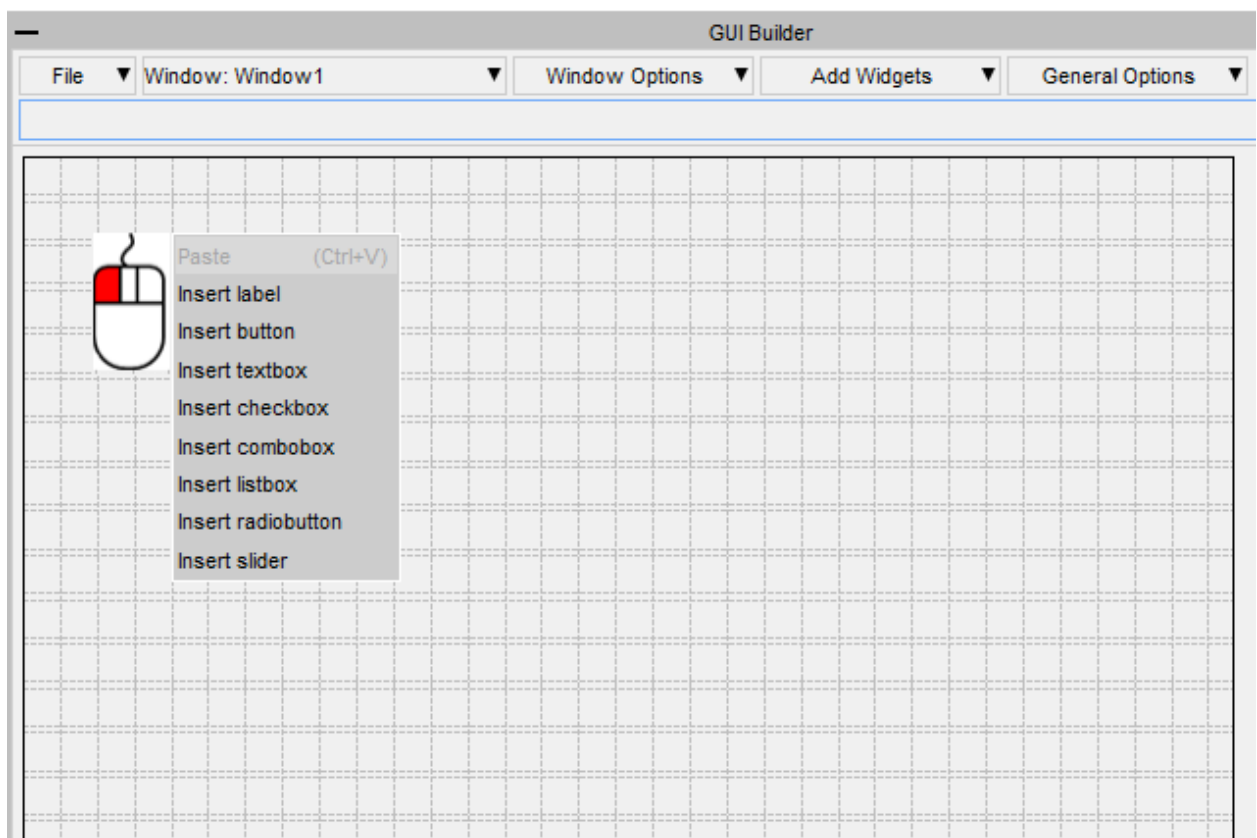 GUI Builder
File ▼ Window: Window1 ▼ Window Options ▼ Add Widgets ▼ General Options ▼
Paste (Ctrl+V)
Insert label
Insert button
Insert textbox
Insert checkbox
Insert combobox
Insert listbox
Insert radiobutton
Insert slider